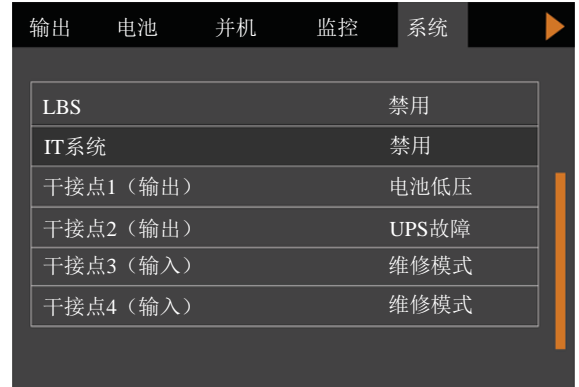 输出 电池 并机 监控 系统
LBS 禁用
IT系统 禁用
干接点1（输出） 电池低压
干接点2（输出） UPS故障
干接点3（输入） 维修模式
干接点4（输入） 维修模式